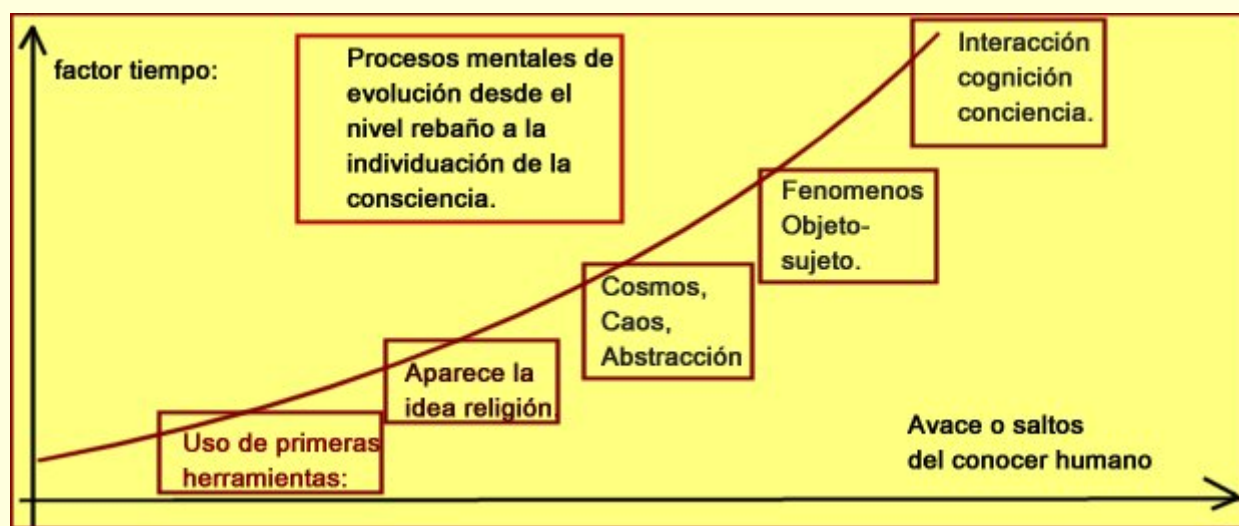 factor tiempo:
Procesos mentales de
evolución desde el
nivel rebaño a la
individuación de la
consciencia.
Interacción
cognición
conciencia.
Fenomenos
Objeto-
sujeto.
Cosmos,
Caos,
Abstracción
Aparece la
idea religión.
Uso de primeras
herramientas:
Avace o saltos
del conocer humano